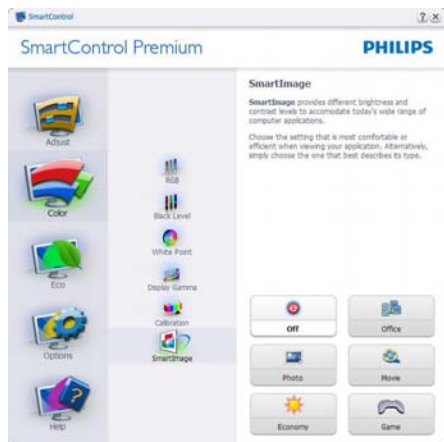 SmartControl
SmartControl Premium
PHILIPS
Adjust
Color
Eco
Options
Help
RGB
Black Level
White Point
Display Gamma
Calibration
SmartImage
SmartImage
SmartImage provides different brightness and
contrast levels to accomodate today's wide range of
computer applications.
Choose the setting that is most comfortable or
efficient when viewing your application. Alternatively,
simply choose the one that best describes its type.
Off
Office
Photo
Movie
Economy
Game